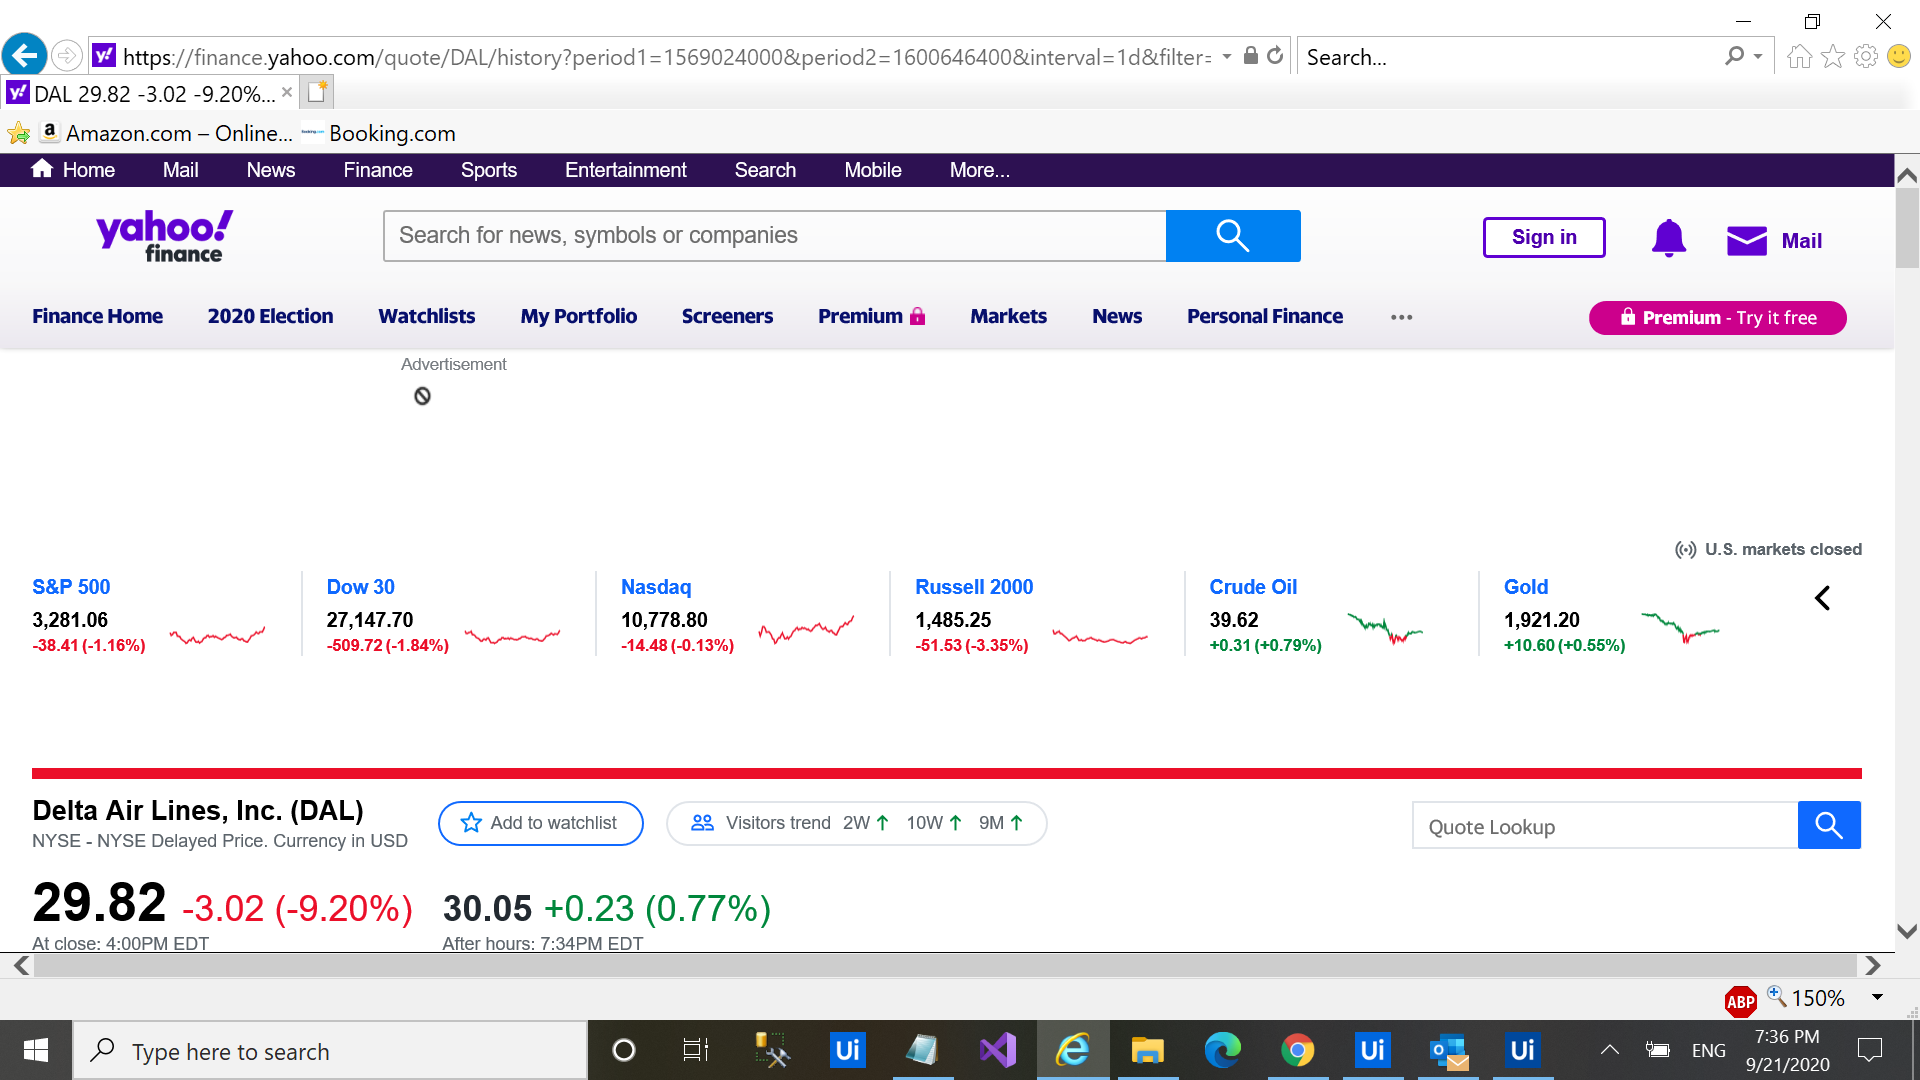 https://finance.yahoo.com/quote/DAL/history?period1=1569024000&period2=1600646400&interval=1d&filter=
Search...
DAL 29.82 -3.02 -9.20%...
Amazon.com – Online... Booking.com
Home Mail News Finance Sports Entertainment Search Mobile More...
yahoo! finance
Search for news, symbols or companies
Sign in
Mail
Finance Home 2020 Election Watchlists My Portfolio Screeners Premium Markets News Personal Finance
Premium - Try it free
Advertisement
U.S. markets closed
S&P 500 Dow 30 Nasdaq Russell 2000 Crude Oil Gold
3,281.06 27,147.70 10,778.80 1,485.25 39.62 1,921.20
-38.41 (-1.16%) -509.72 (-1.84%) -14.48 (-0.13%) -51.53 (-3.35%) +0.31 (+0.79%) +10.60 (+0.55%)
Delta Air Lines, Inc. (DAL)
NYSE - NYSE Delayed Price. Currency in USD
Add to watchlist
Visitors trend 2W ↑ 10W ↑ 9M ↑
Quote Lookup
29.82 -3.02 (-9.20%) 30.05 +0.23 (0.77%)
At close: 4:00PM EDT After hours: 7:34PM EDT
ABP 150%
Type here to search
Ui Ui Ui
ENG
7:36 PM
9/21/2020